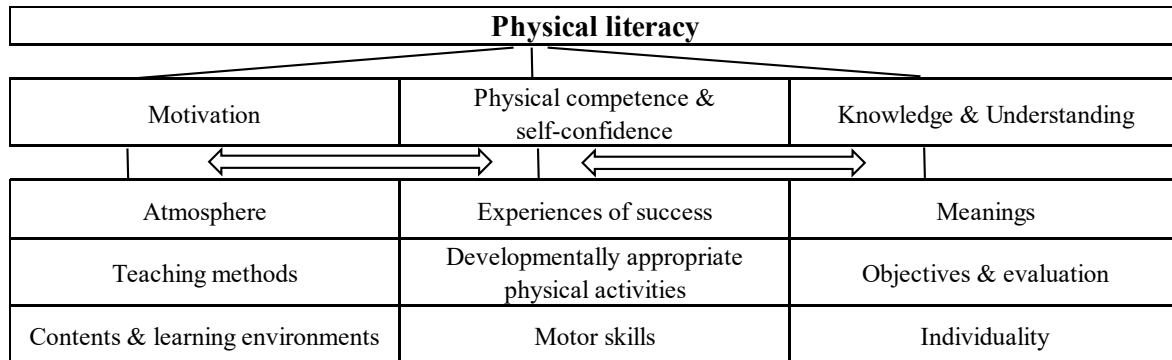 Physical literacy
Motivation
Physical competence &
self-confidence
Knowledge & Understanding
Atmosphere
Experiences of success
Meanings
Teaching methods
Developmentally appropriate
physical activities
Objectives & evaluation
Contents & learning environments
Motor skills
Individuality